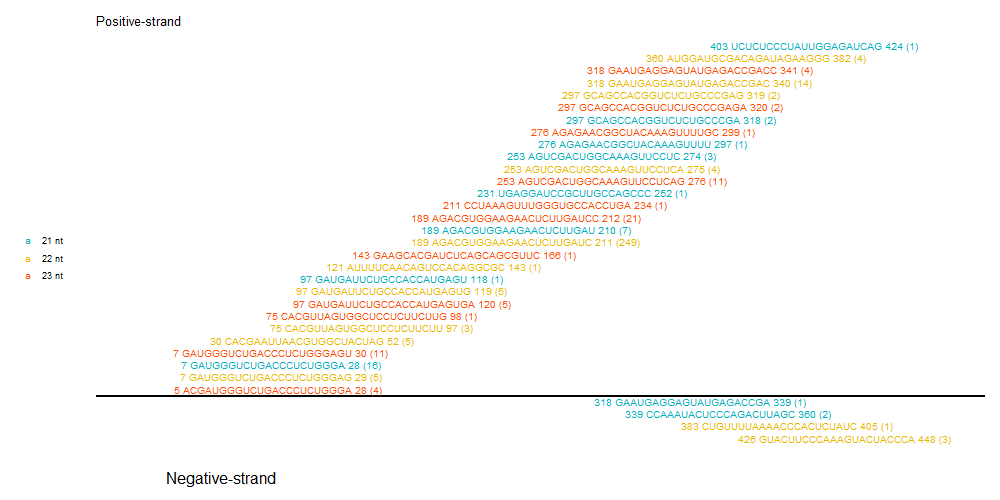 Positive-strand
403 UCUCUCCCUAUUGGAGAUCAG 424 (1)
360 AUGGAUGCGACAGAUAGAAGGG 382 (4)
318 GAAUGAGGAGUAUGAGACCGACC 341 (4)
318 GAAUGAGGAGUAUGAGACCGAC 340 (14)
297 GCAGCCACGGUCUCUGCCCGAG 319 (2)
297 GCAGCCACGGUCUCUGCCCGAGA 320 (2)
297 GCAGCCACGGUCUCUGCCCGA 318 (2)
276 AGAGAACGGCUACAAAGUUUUGC 299 (1)
276 AGAGAACGGCUACAAAGUUUU 297 (1)
253 AGUCGACUGGCAAAGUUCCUC 274 (3)
253 AGUCGACUGGCAAAGUUCCUCA 275 (4)
253 AGUCGACUGGCAAAGUUCCUCAG 276 (11)
231 UGAGGAUCCGCUUGCCAGCCC 252 (1)
211 CCUAAAGUUUGGGUGCCACCUGA 234 (1)
189 AGACGUGGAAGAACUCUUGAUCC 212 (21)
189 AGACGUGGAAGAACUCUUGAU 210 (7)
189 AGACGUGGAAGAACUCUUGAUC 211 (249)
143 GAAGCACGAUCUCAGCAGCGUUC 166 (1)
121 AUUUUCAACAGUCCACAGGCGC 143 (1)
97 GAUGAUUCUGCCACCAUGAGU 118 (1)
97 GAUGAUUCUGCCACCAUGAGUG 119 (5)
97 GAUGAUUCUGCCACCAUGAGUGA 120 (5)
75 CACGUUAGUGGCUCCUCUUCUUG 98 (1)
75 CACGUUAGUGGCUCCUCUUCUU 97 (3)
30 CACGAAUUAACGUGGCUACUAG 52 (5)
7 GAUGGGUCUGACCCUCUGGGAGU 30 (11)
7 GAUGGGUCUGACCCUCUGGGA 28 (16)
7 GAUGGGUCUGACCCUCUGGGAG 29 (5)
5 ACGAUGGGUCUGACCCUCUGGGA 28 (4)
a 21 nt
a 22 nt
a 23 nt
318 GAAUGAGGAGUAUGAGACCGA 339 (1)
339 CCAAAUACUCCCAGACUUAGC 360 (2)
383 CUGUUUUAAAACCCACUCUAUC 405 (1)
426 GUACUUCCCAAAGUACUACCCA 448 (3)
Negative-strand